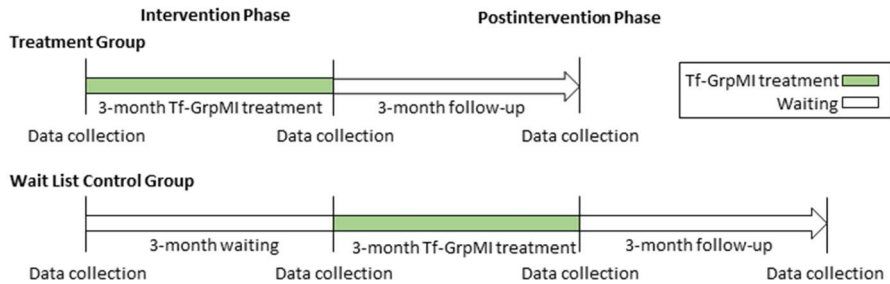 Intervention Phase Postintervention Phase
Treatment Group
Tf-GrpMI treatment
Waiting
3-month Tf-GrpMI treatment 3-month follow-up
Data collection Data collection Data collection
Wait List Control Group
3-month waiting 3-month Tf-GrpMI treatment 3-month follow-up
Data collection Data collection Data collection Data collection